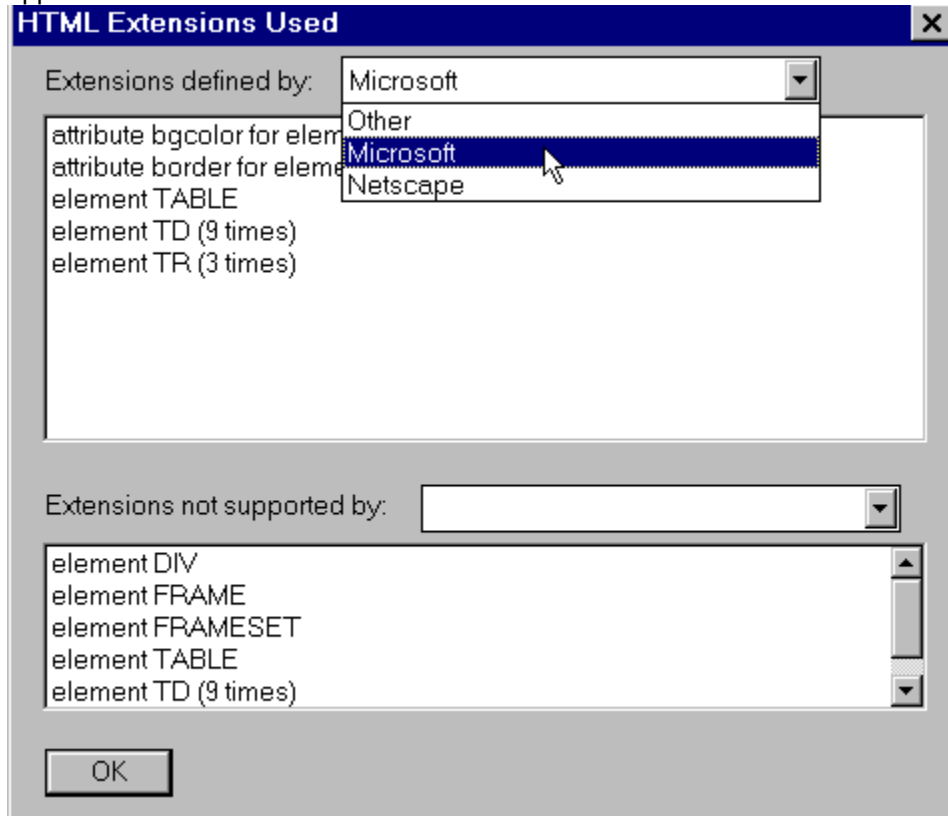 HTML Extensions Used
Extensions defined by: Microsoft
Other
Microsoft
Netscape
attribute bgcolor for elem
attribute border for eleme
element TABLE
element TD (9 times)
element TR (3 times)
Extensions not supported by:
element DIV
element FRAME
element FRAMESET
element TABLE
element TD (9 times)
OK